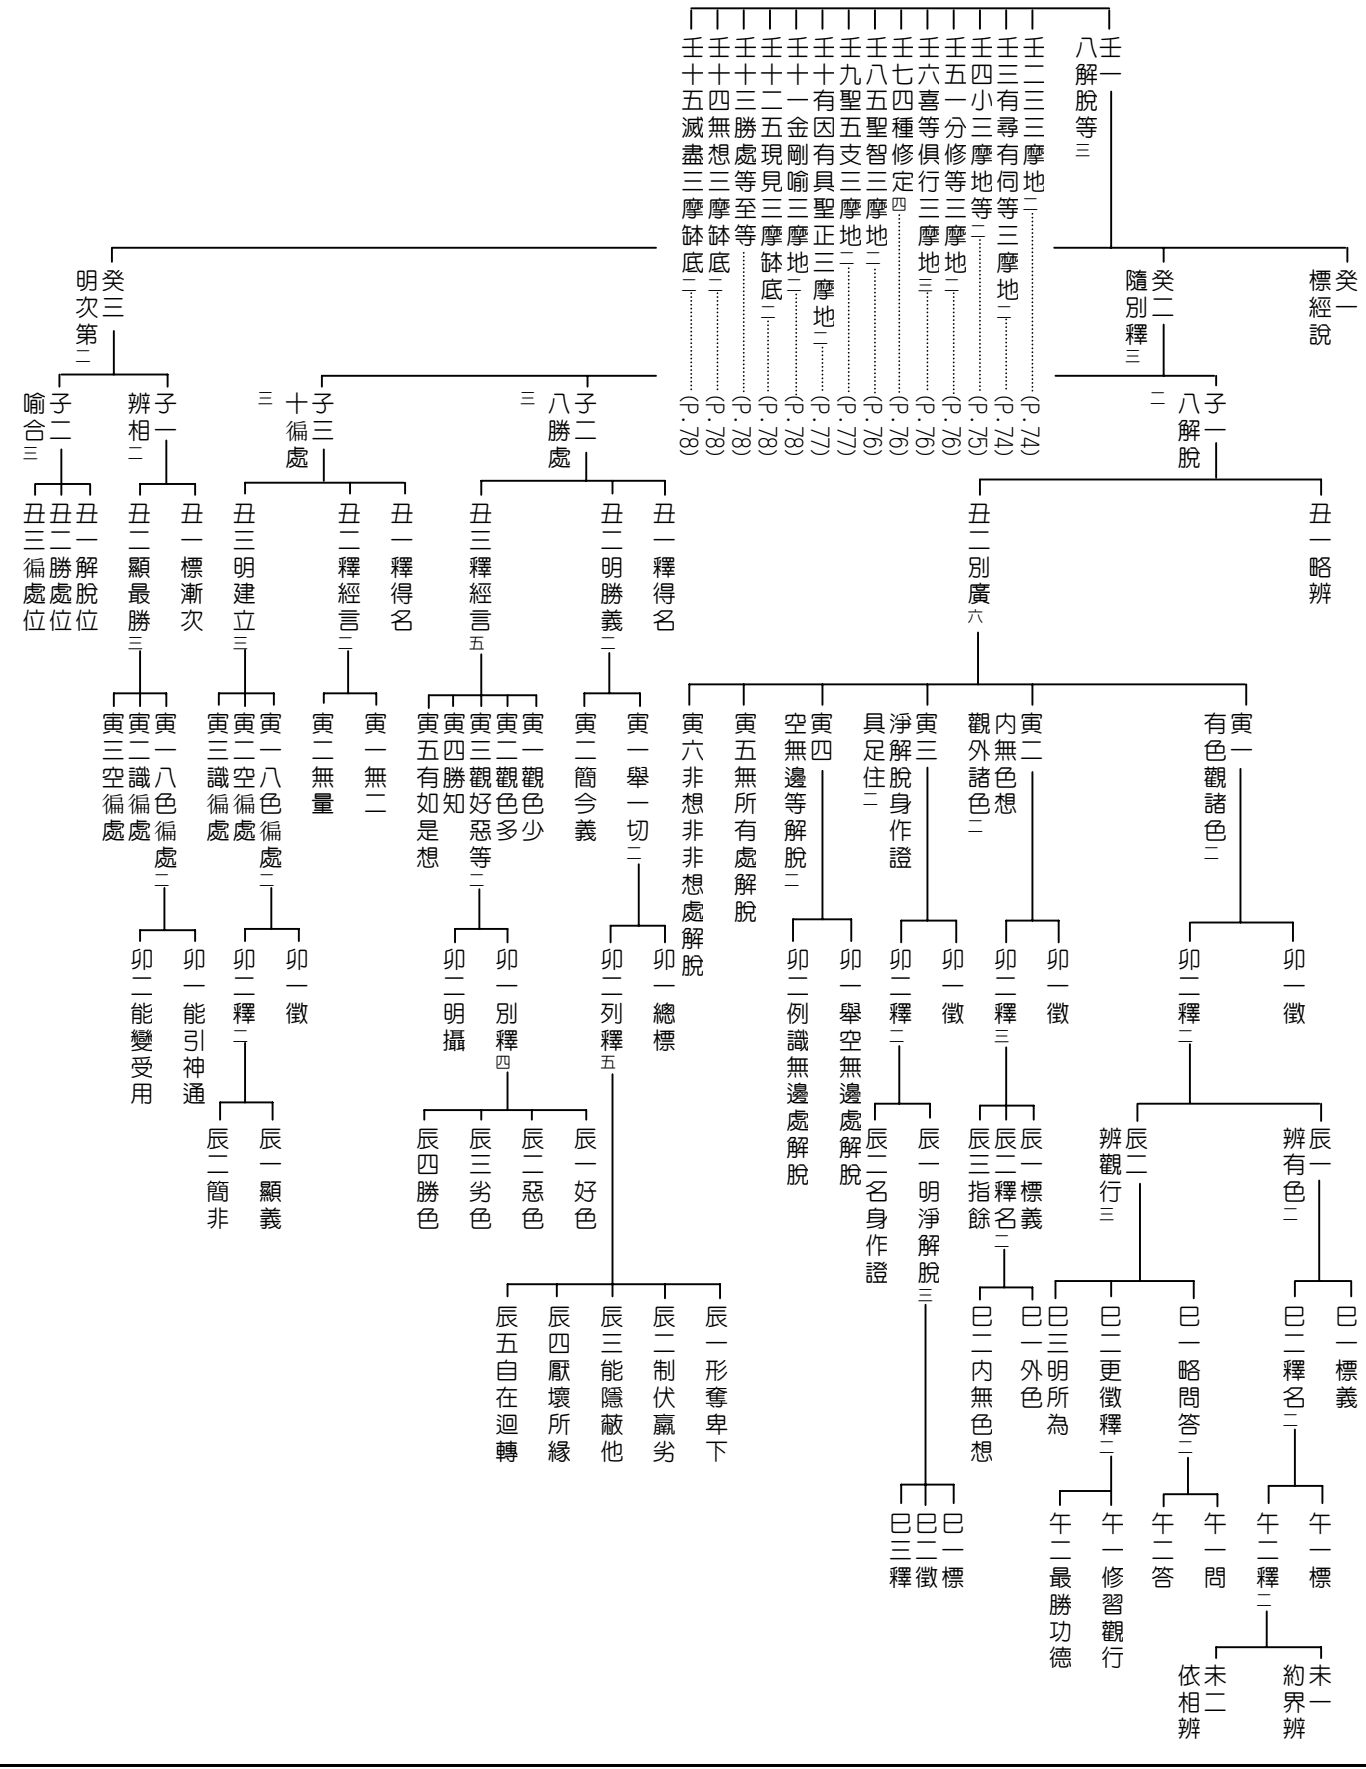 壬一
八解脫等三
壬二三三摩地二(P.74)
壬三有尋有伺等三摩地二(P.74)
壬四小三摩地等二(P.75)
壬五一分修等三摩地二(P.76)
壬六喜等俱行三摩地三(P.76)
壬七四種修定四(P.76)
壬八五聖智三摩地二(P.76)
壬九聖五支三摩地二(P.77)
壬十有因有具聖正三摩地二(P.77)
壬十一金剛喻三摩地二(P.78)
壬十二五現見三摩鉢底二(P.78)
壬十三勝處等至等(P.78)
壬十四無想三摩鉢底二(P.78)
壬十五滅盡三摩鉢底二(P.78)
癸一
標經說
癸二
隨別釋三
癸三
明次第二
子一
八解脫
二
子二
八勝處
三
子三
十徧處
三
子一
辨相二
子二
喻合三
丑一略辨
丑二別廣六
丑一釋得名
丑二明勝義二
丑三釋經言五
丑一釋得名
丑二釋經言二
丑三明建立三
丑一標漸次
丑二顯最勝三
丑一解脫位
丑二勝處位
丑三徧處位
寅一
有色觀諸色二
寅二
內無色想
觀外諸色二
寅三
淨解脫身作證
具足住二
寅四
空無邊等解脫二
寅五無所有處解脫
寅六非想非非想處解脫
寅一舉一切二
寅二簡今義
寅一觀色少
寅二觀色多
寅三觀好惡等二
寅四勝知
寅五有如是想
寅一無二
寅二無量
寅一八色徧處二
寅二空徧處
寅三識徧處
寅一八色徧處二
寅二識徧處
寅三空徧處
卯一徵
卯二釋二
卯一徵
卯二釋三
卯一徵
卯二釋二
卯一舉空無邊處解脫
卯二例識無邊處解脫
卯一總標
卯二列釋五
卯一別釋四
卯二明攝
卯一徵
卯二釋二
卯一能引神通
卯二能變受用
辰一
辨有色二
辰二
辨觀行三
辰一標義
辰二釋名二
辰三指餘
辰一明淨解脫三
辰二名身作證
辰一好色
辰二惡色
辰三劣色
辰四勝色
辰一顯義
辰二簡非
辰一形奪卑下
辰二制伏羸劣
辰三能隱蔽他
辰四厭壞所緣
辰五自在迴轉
巳一標義
巳二釋名二
巳一略問答二
巳二更徵釋二
巳三明所為
巳一外色
巳二內無色想
巳一標
巳二徵
巳三釋
午一標
午二釋二
午一問
午二答
午一修習觀行
午二最勝功德
未一
約界辨
未二
依相辨